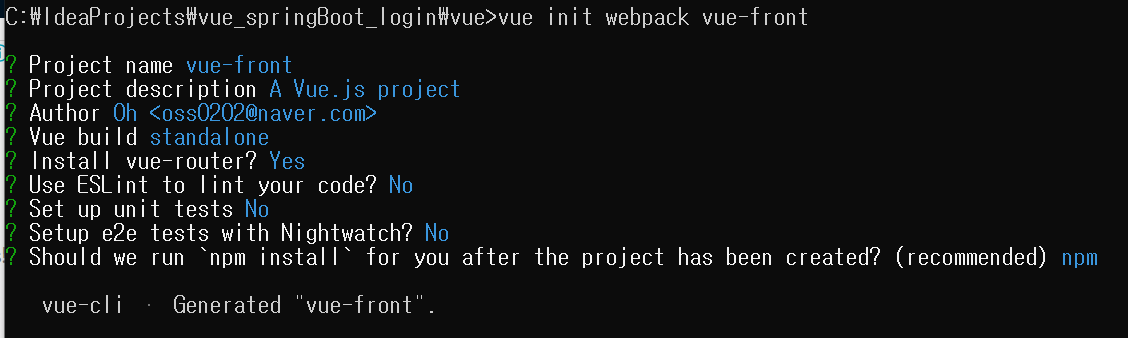 C:₩IdeaProjects₩vue_springBoot_login₩vue>vue init webpack vue-front
? Project name vue-front
? Project description A Vue.js project
? Author Oh <oss0202@naver.com>
? Vue build standalone
? Install vue-router? Yes
? Use ESLint to lint your code? No
? Set up unit tests No
? Setup e2e tests with Nightwatch? No
? Should we run `npm install` for you after the project has been created? (recommended) npm
vue-cli · Generated "vue-front".